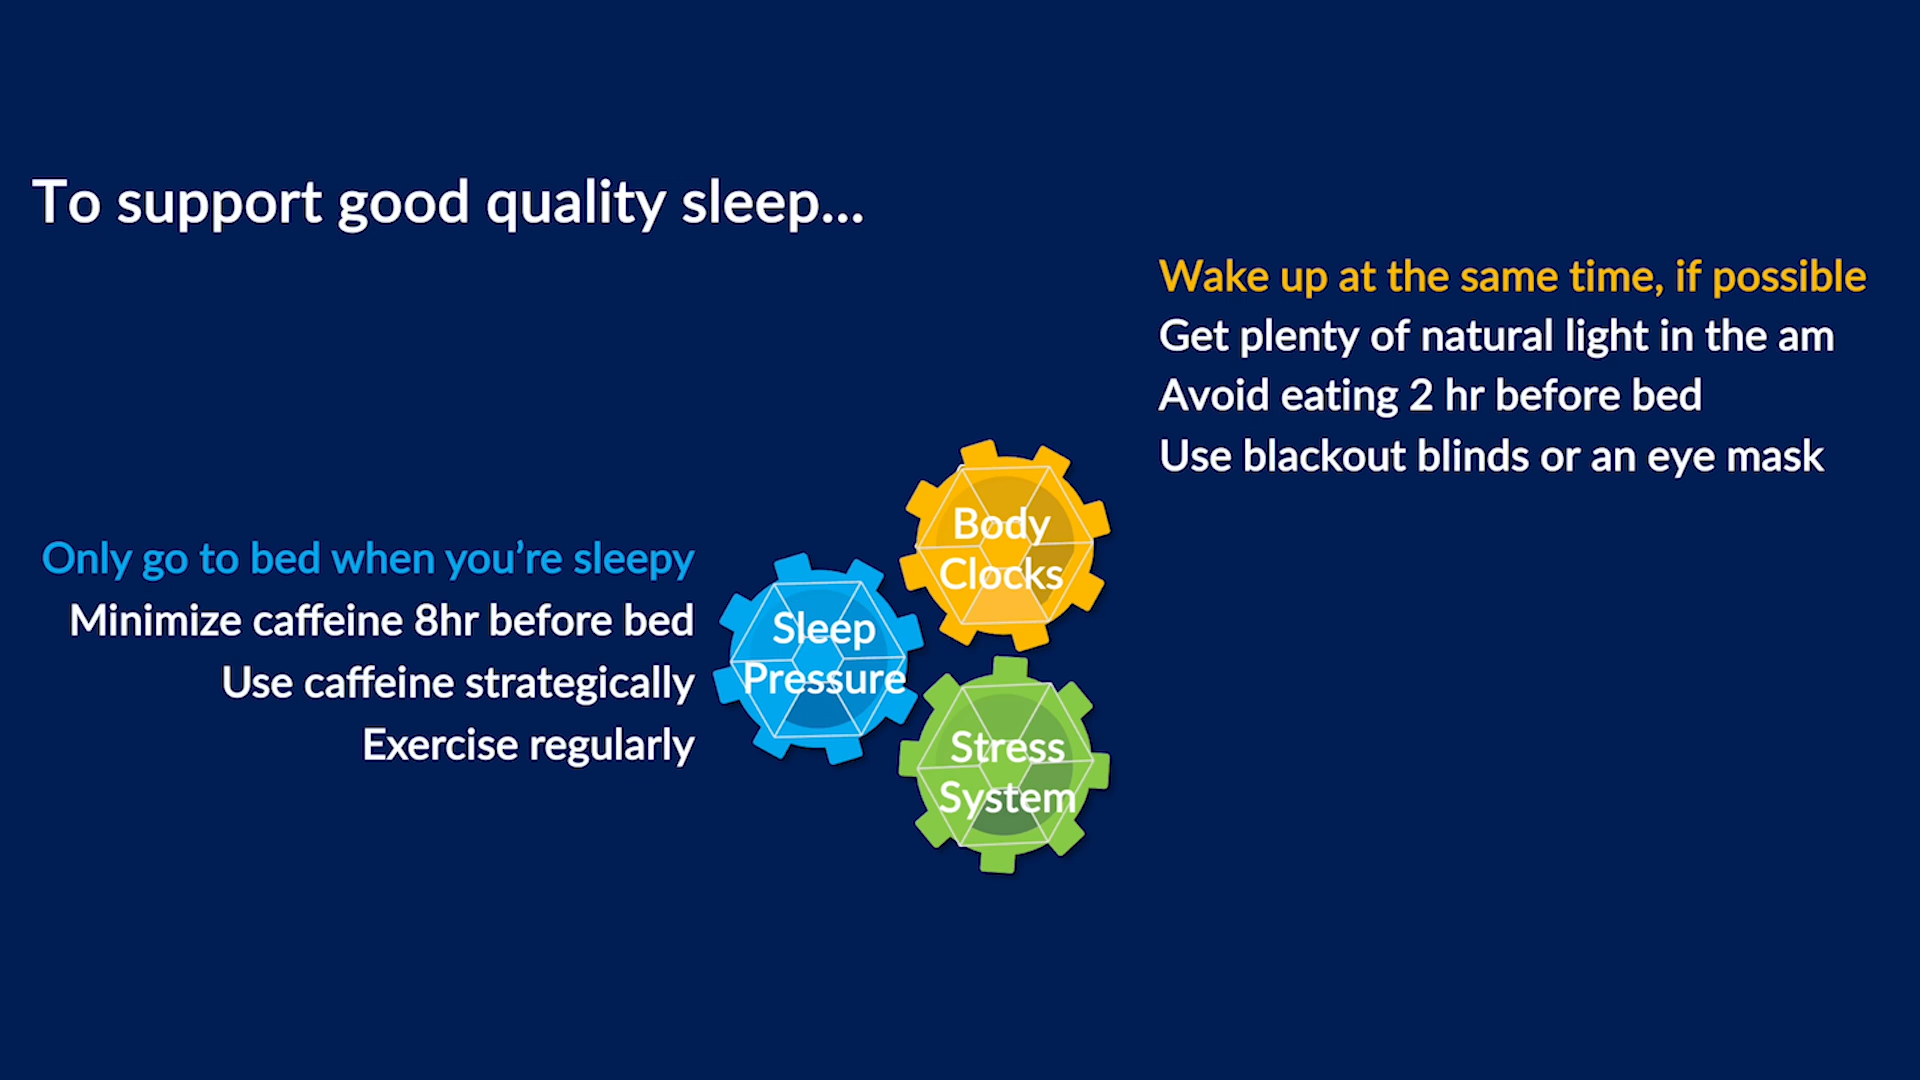 To support good quality sleep...
Wake up at the same time, if possible
Get plenty of natural light in the am
Avoid eating 2 hr before bed
Use blackout blinds or an eye mask
Body
Clocks
Only go to bed when you’re sleepy
Minimize caffeine 8hr before bed
Use caffeine strategically
Exercise regularly
Sleep
Pressure
Stress
System